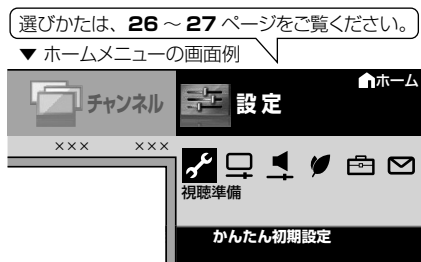 選びかたは、26～27ページをご覧ください。
▼ ホームメニューの画面例
ホーム
チャンネル
設定
××× ×××
視聴準備
かんたん初期設定